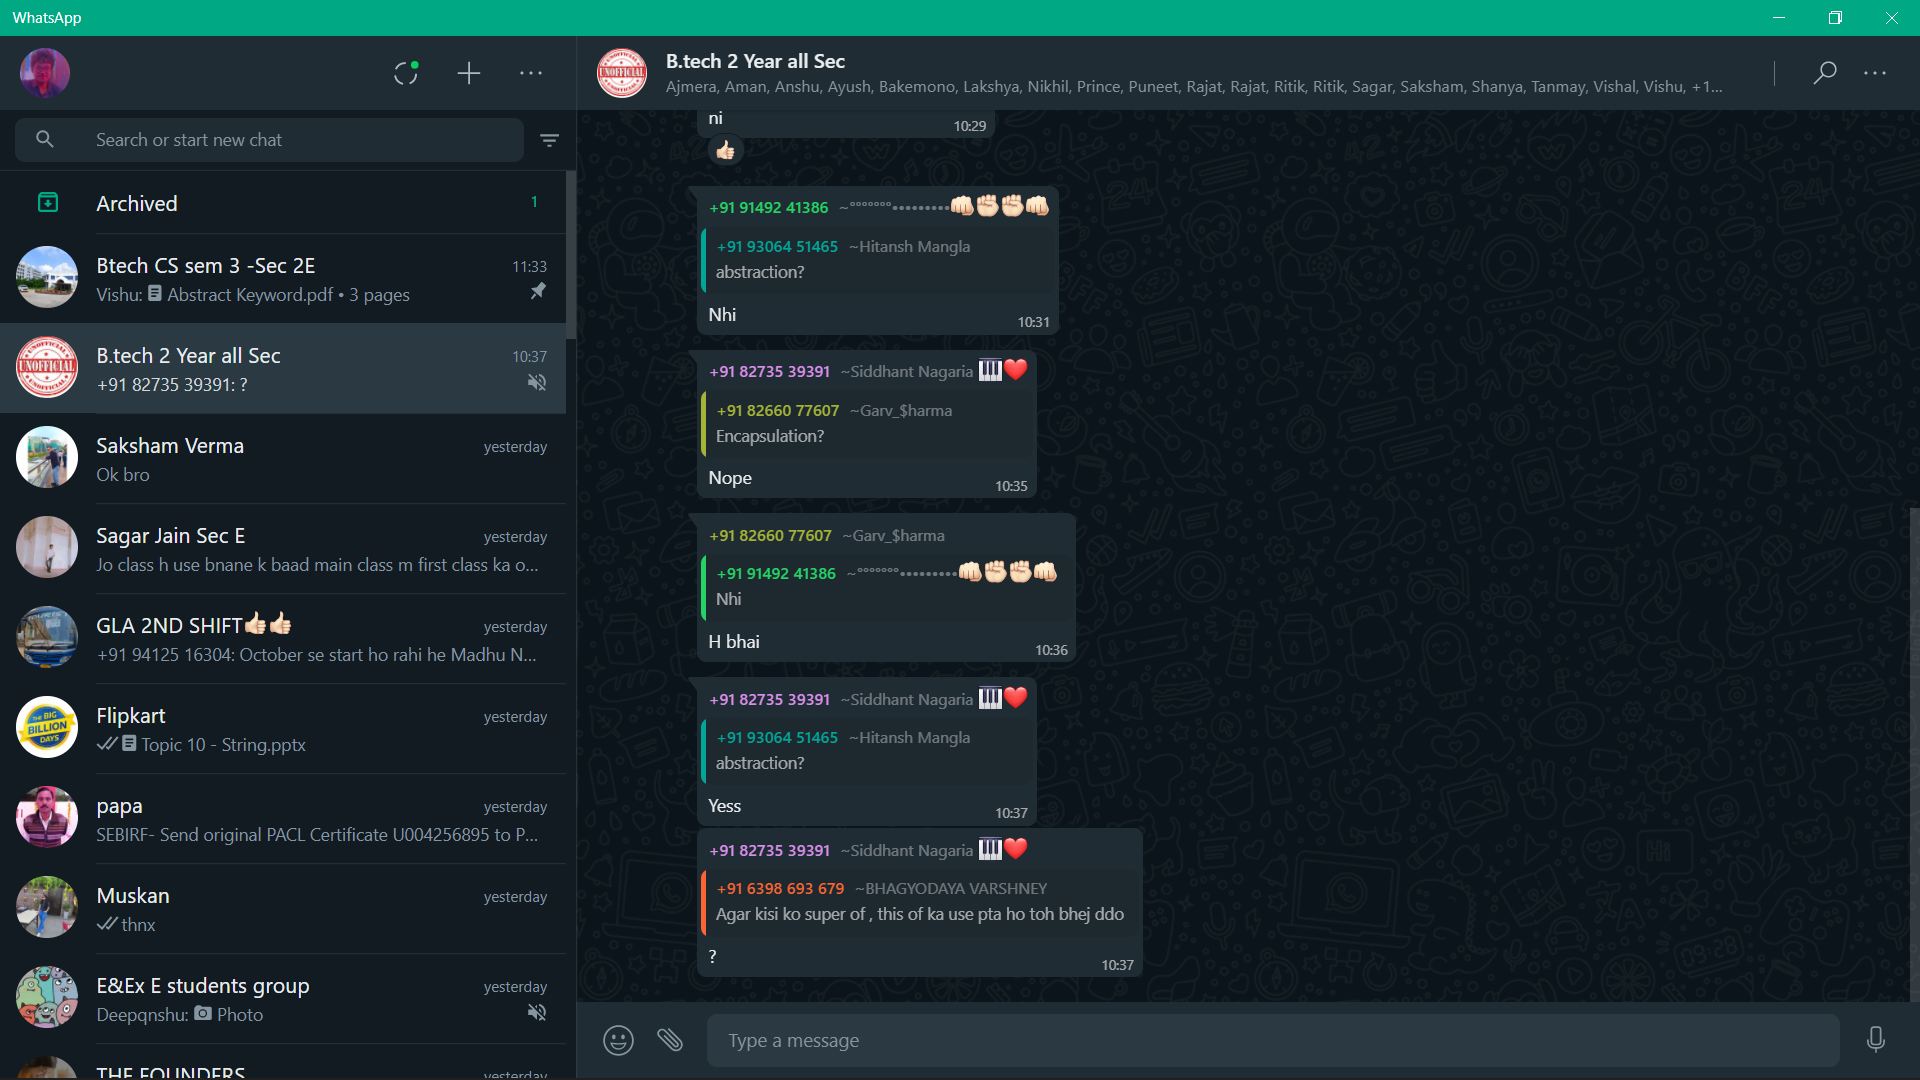 WhatsApp
Search or start new chat
Archived
1
Btech CS sem 3 -Sec 2E
11:33
Vishu: Abstract Keyword.pdf • 3 pages
UNOFFICIAL
B.tech 2 Year all Sec
10:37
+91 82735 39391: ?
Saksham Verma
yesterday
Ok bro
Sagar Jain Sec E
yesterday
Jo class h use bnane k baad main class m first class ka o...
GLA 2ND SHIFT👍🏻👍🏻
yesterday
+91 94125 16304: October se start ho rahi he Madhu N...
THE BIG
BILLION
DAYS
Flipkart
yesterday
Topic 10 - String.pptx
papa
yesterday
SEBIRF- Send original PACL Certificate U004256895 to P...
Muskan
yesterday
thnx
E&Ex E students group
yesterday
Deepqnshu: Photo
THE FOUNDERS
yesterday
UNOFFICIAL
B.tech 2 Year all Sec
Ajmera, Aman, Anshu, Ayush, Bakemono, Lakshya, Nikhil, Prince, Puneet, Rajat, Rajat, Ritik, Ritik, Sagar, Saksham, Shanya, Tanmay, Vishal, Vishu, +1...
ni
10:29
👍🏻
+91 91492 41386 ~°°°°°°°•••••••••👊🏻✊🏻✊🏻👊🏻
+91 93064 51465 ~Hitansh Mangla
abstraction?
Nhi
10:31
+91 82735 39391 ~Siddhant Nagaria 🎹❤️
+91 82660 77607 ~Garv_$harma
Encapsulation?
Nope
10:35
+91 82660 77607 ~Garv_$harma
+91 91492 41386 ~°°°°°°°•••••••••👊🏻✊🏻✊🏻👊🏻
Nhi
H bhai
10:36
+91 82735 39391 ~Siddhant Nagaria 🎹❤️
+91 93064 51465 ~Hitansh Mangla
abstraction?
Yess
10:37
+91 82735 39391 ~Siddhant Nagaria 🎹❤️
+91 6398 693 679 ~BHAGYODAYA VARSHNEY
Agar kisi ko super of , this of ka use pta ho toh bhej ddo
?
10:37
Type a message